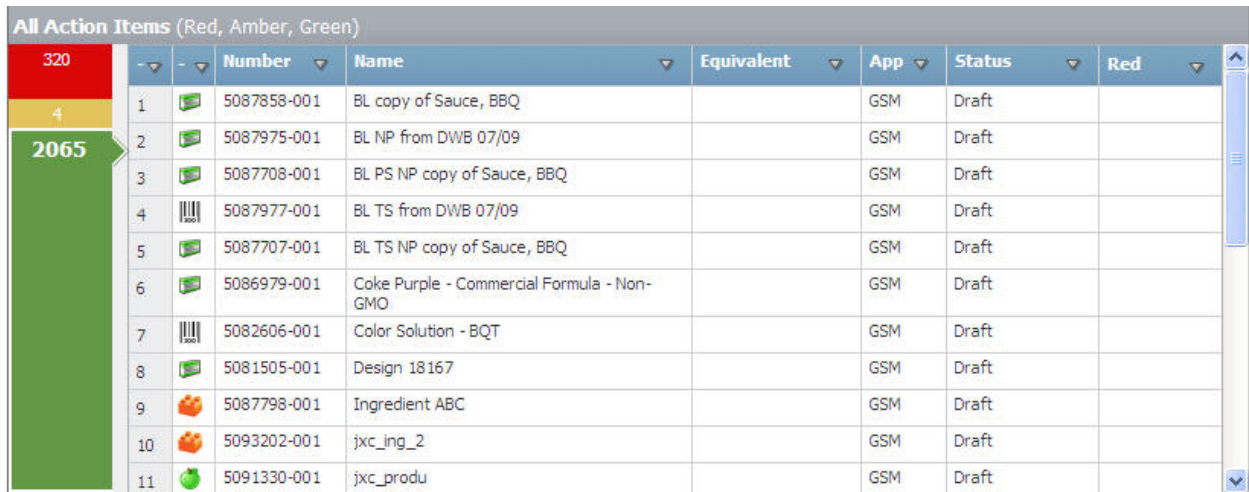 All Action Items (Red, Amber, Green)
320
4
2065
- - Number Name Equivalent App Status Red
1 5087858-001 BL copy of Sauce, BBQ GSM Draft
2 5087975-001 BL NP from DWB 07/09 GSM Draft
3 5087708-001 BL PS NP copy of Sauce, BBQ GSM Draft
4 5087977-001 BL TS from DWB 07/09 GSM Draft
5 5087707-001 BL TS NP copy of Sauce, BBQ GSM Draft
6 5086979-001 Coke Purple - Commercial Formula - Non- GSM Draft
GMO
7 5082606-001 Color Solution - BQT GSM Draft
8 5081505-001 Design 18167 GSM Draft
9 5087798-001 Ingredient ABC GSM Draft
10 5093202-001 jxc_ing_2 GSM Draft
11 5091330-001 jxc_produ GSM Draft